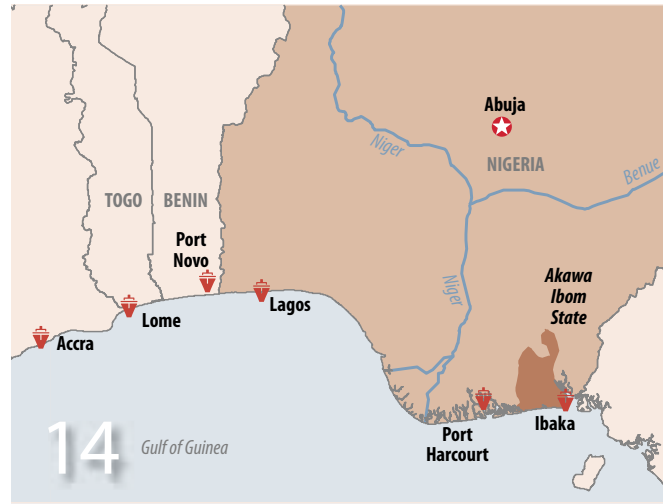 Abuja
Niger
NIGERIA
Benue
TOGO
BENIN
Port
Novo
Niger
Akawa
Ibom
State
Lagos
Lome
Accra
14
Gulf of Guinea
Port
Harcourt
Ibaka